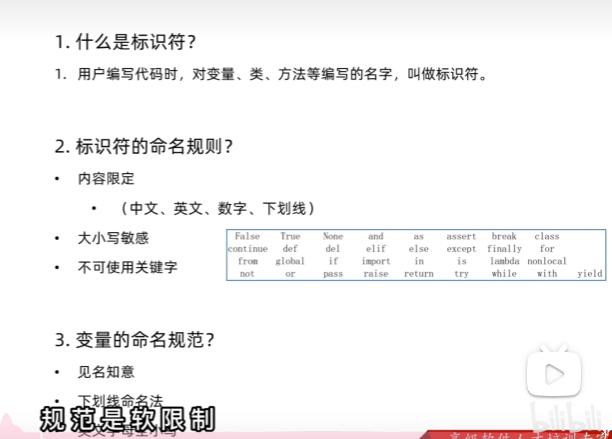 1. 什么是标识符?
1. 用户编写代码时，对变量、类、方法等编写的名字，叫做标识符。
2. 标识符的命名规则?
• 内容限定
• （中文、英文、数字、下划线）
• 大小写敏感
• 不可使用关键字
False True None and as assert break class
continue def del elif else except finally for
from global if import in is lambda nonlocal
not or pass raise return try while with yield
3. 变量的命名规范?
• 见名知意
• 下划线命名法
规范是软限制
bilibili